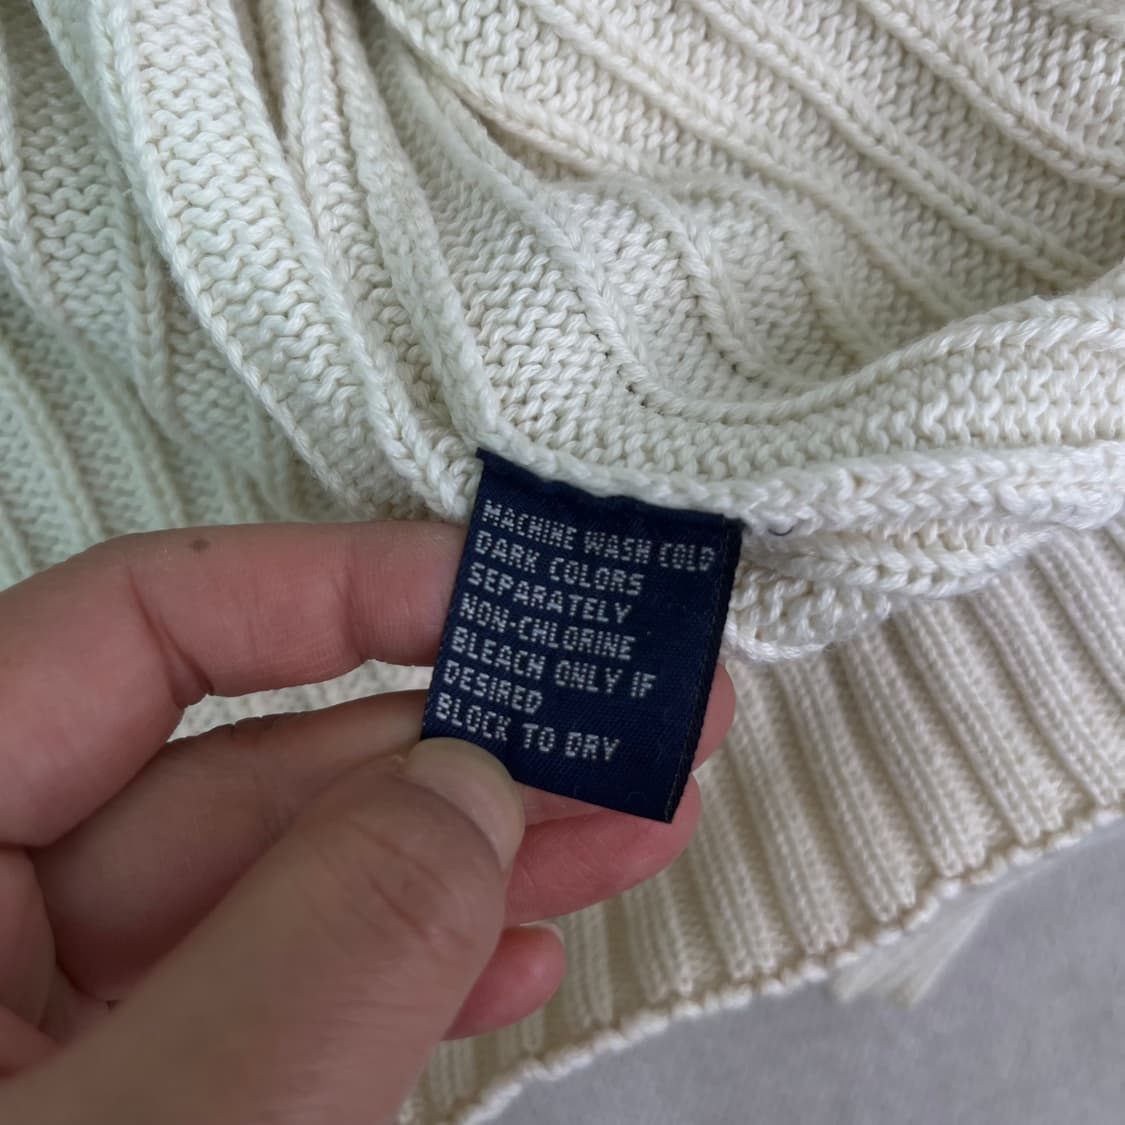 MACHINE WASH COLD
DARK COLORS
SEPARATELY
NON-CHLORINE
BLEACH ONLY IF
DESIRED
BLOCK TO DRY